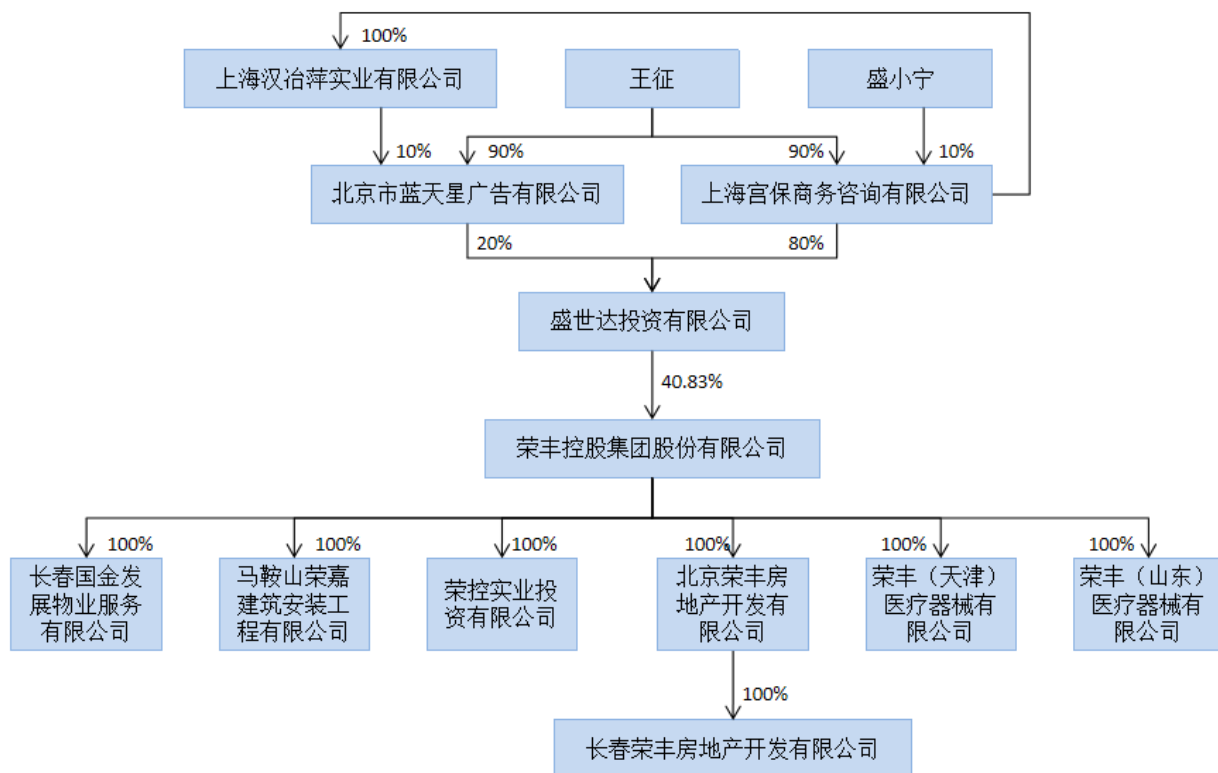 100%
上海汉冶萍实业有限公司
王征
盛小宁
10%
90%
90%
10%
北京市蓝天星广告有限公司
上海宫保商务咨询有限公司
20%
80%
盛世达投资有限公司
40.83%
荣丰控股集团股份有限公司
100%
100%
100%
100%
100%
100%
长春国金发
展物业服务
有限公司
马鞍山荣嘉
建筑安装工
程有限公司
荣控实业投
资有限公司
北京荣丰房
地产开发有
限公司
荣丰（天津）
医疗器械有
限公司
荣丰（山东）
医疗器械有
限公司
100%
长春荣丰房地产开发有限公司